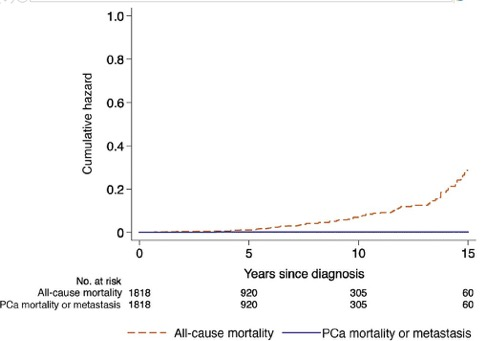 1.0
0.8
0.6
0.4
0.2
0
Cumulative hazard
0 5 10 15
Years since diagnosis
No. at risk
All-cause mortality 1818 920 305 60
PCa mortality or metastasis 1818 920 305 60
All-cause mortality PCa mortality or metastasis